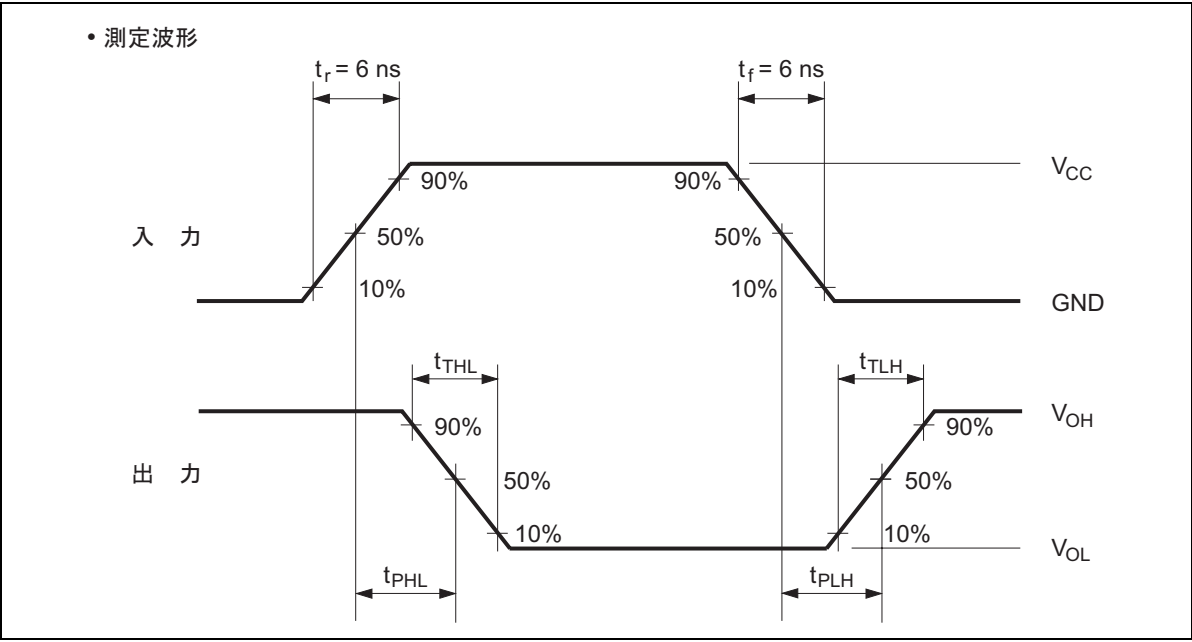 • 測定波形
tr = 6 ns
tf = 6 ns
90%
90%
VCC
入 力
50%
50%
10%
10%
GND
tTHL
tTLH
VOH
90%
90%
出 力
50%
50%
10%
10%
VOL
tPHL
tPLH